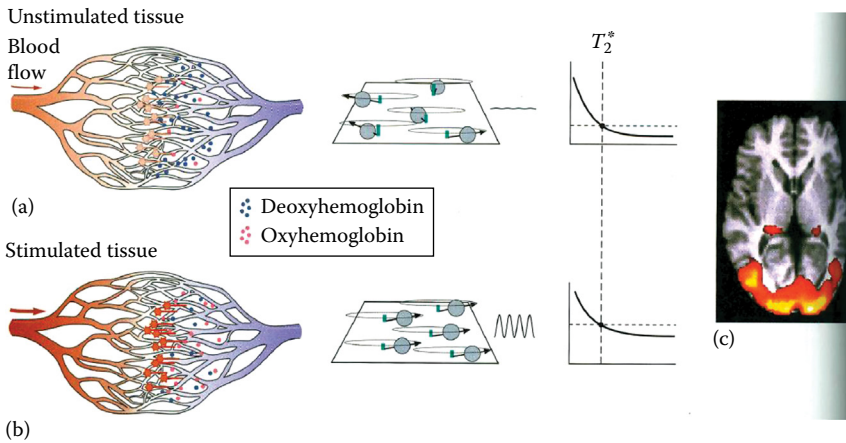 Unstimulated tissue
Blood
flow
T₂*
(a)
Deoxyhemoglobin
Oxyhemoglobin
Stimulated tissue
(b)
(c)